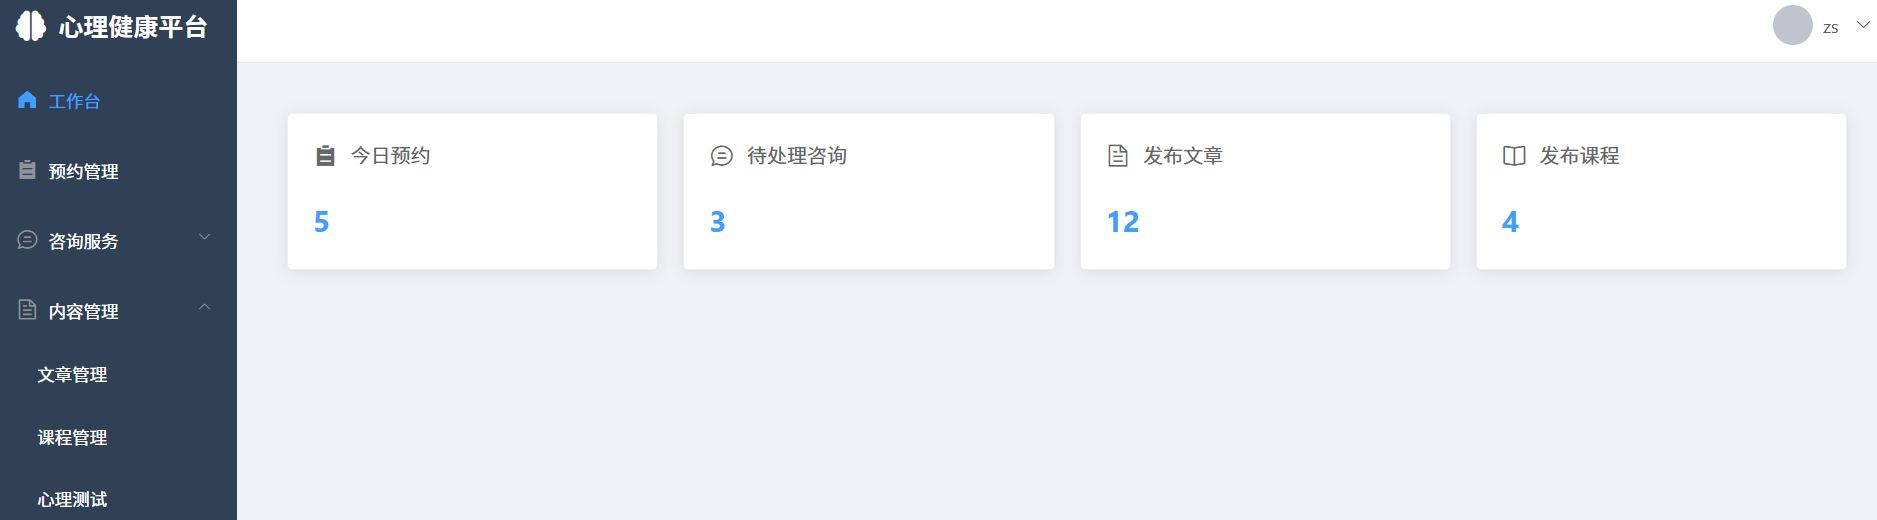 心理健康平台
zs
工作台
预约管理
咨询服务
内容管理
文章管理
课程管理
心理测试
今日预约
5
待处理咨询
3
发布文章
12
发布课程
4